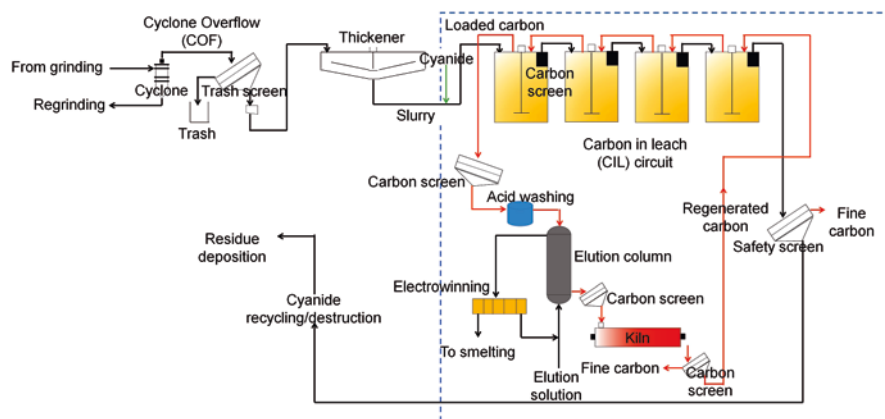 Cyclone Overflow
(COF)
Loaded carbon
Thickener
From grinding
Cyanide
Cyclone
Trash screen
Carbon
screen
Regrinding
Slurry
Trash
Carbon in leach
(CIL) circuit
Carbon screen
Acid washing
Regenerated
carbon
Fine
carbon
Safety screen
Residue
deposition
Elution column
Electrowinning
Carbon screen
Cyanide
recycling/destruction
Kiln
To smelting
Fine carbon
Carbon
screen
Elution
solution